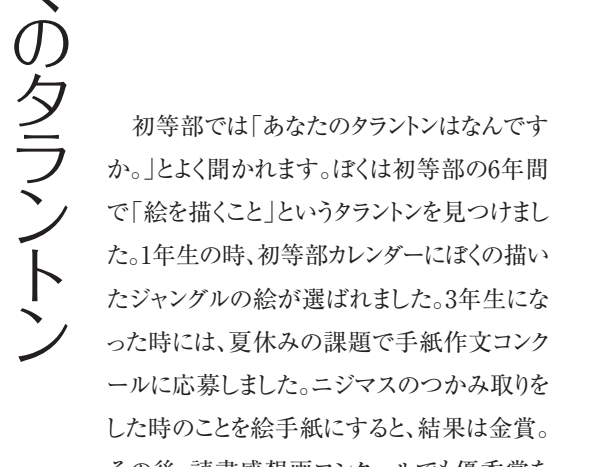 のタラントン
初等部では「あなたのタラントンはなんです
か。」とよく聞かれます。ぼくは初等部の6年間
で「絵を描くこと」というタラントンを見つけまし
た。1年生の時、初等部カレンダーにぼくの描い
たジャングルの絵が選ばれました。3年生にな
った時には、夏休みの課題で手紙作文コンク
ールに応募しました。ニジマスのつかみ取りを
した時のことを絵手紙にすると、結果は金賞。